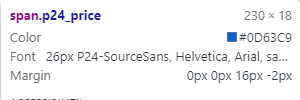 span.p24_price 230 × 18
Color #0D63C9
Font 26px P24-SourceSans, Helvetica, Arial, sa...
Margin 0px 0px 16px -2px